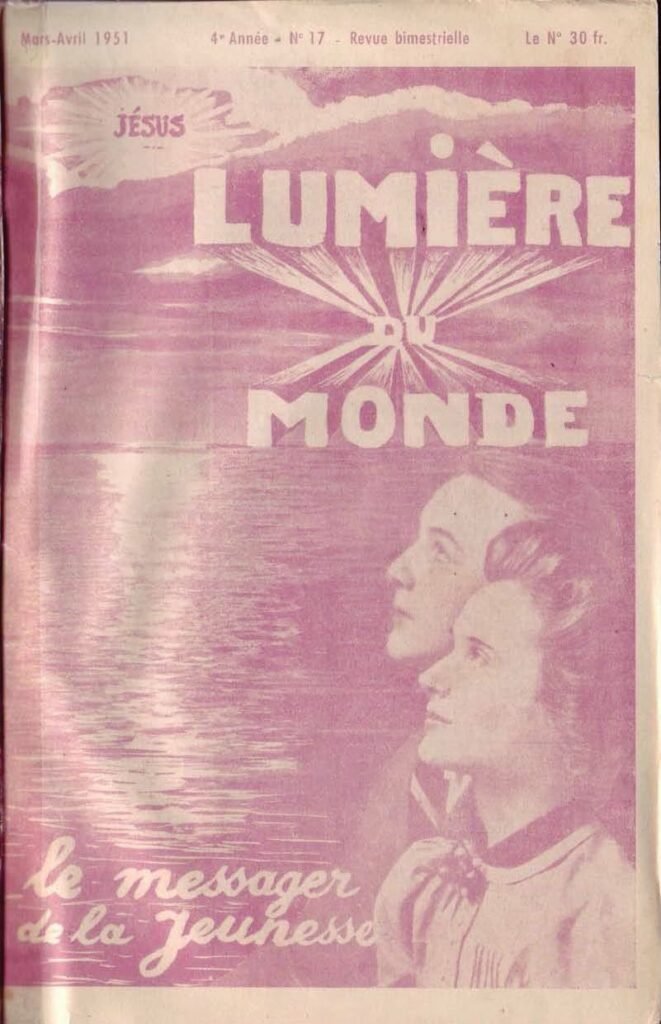 Mars-Avril 1951 4e Année - N° 17 - Revue bimestrielle Le N° 30 fr.
JÉSUS
LUMIÈRE
DU
MONDE
le messager
de la Jeunesse